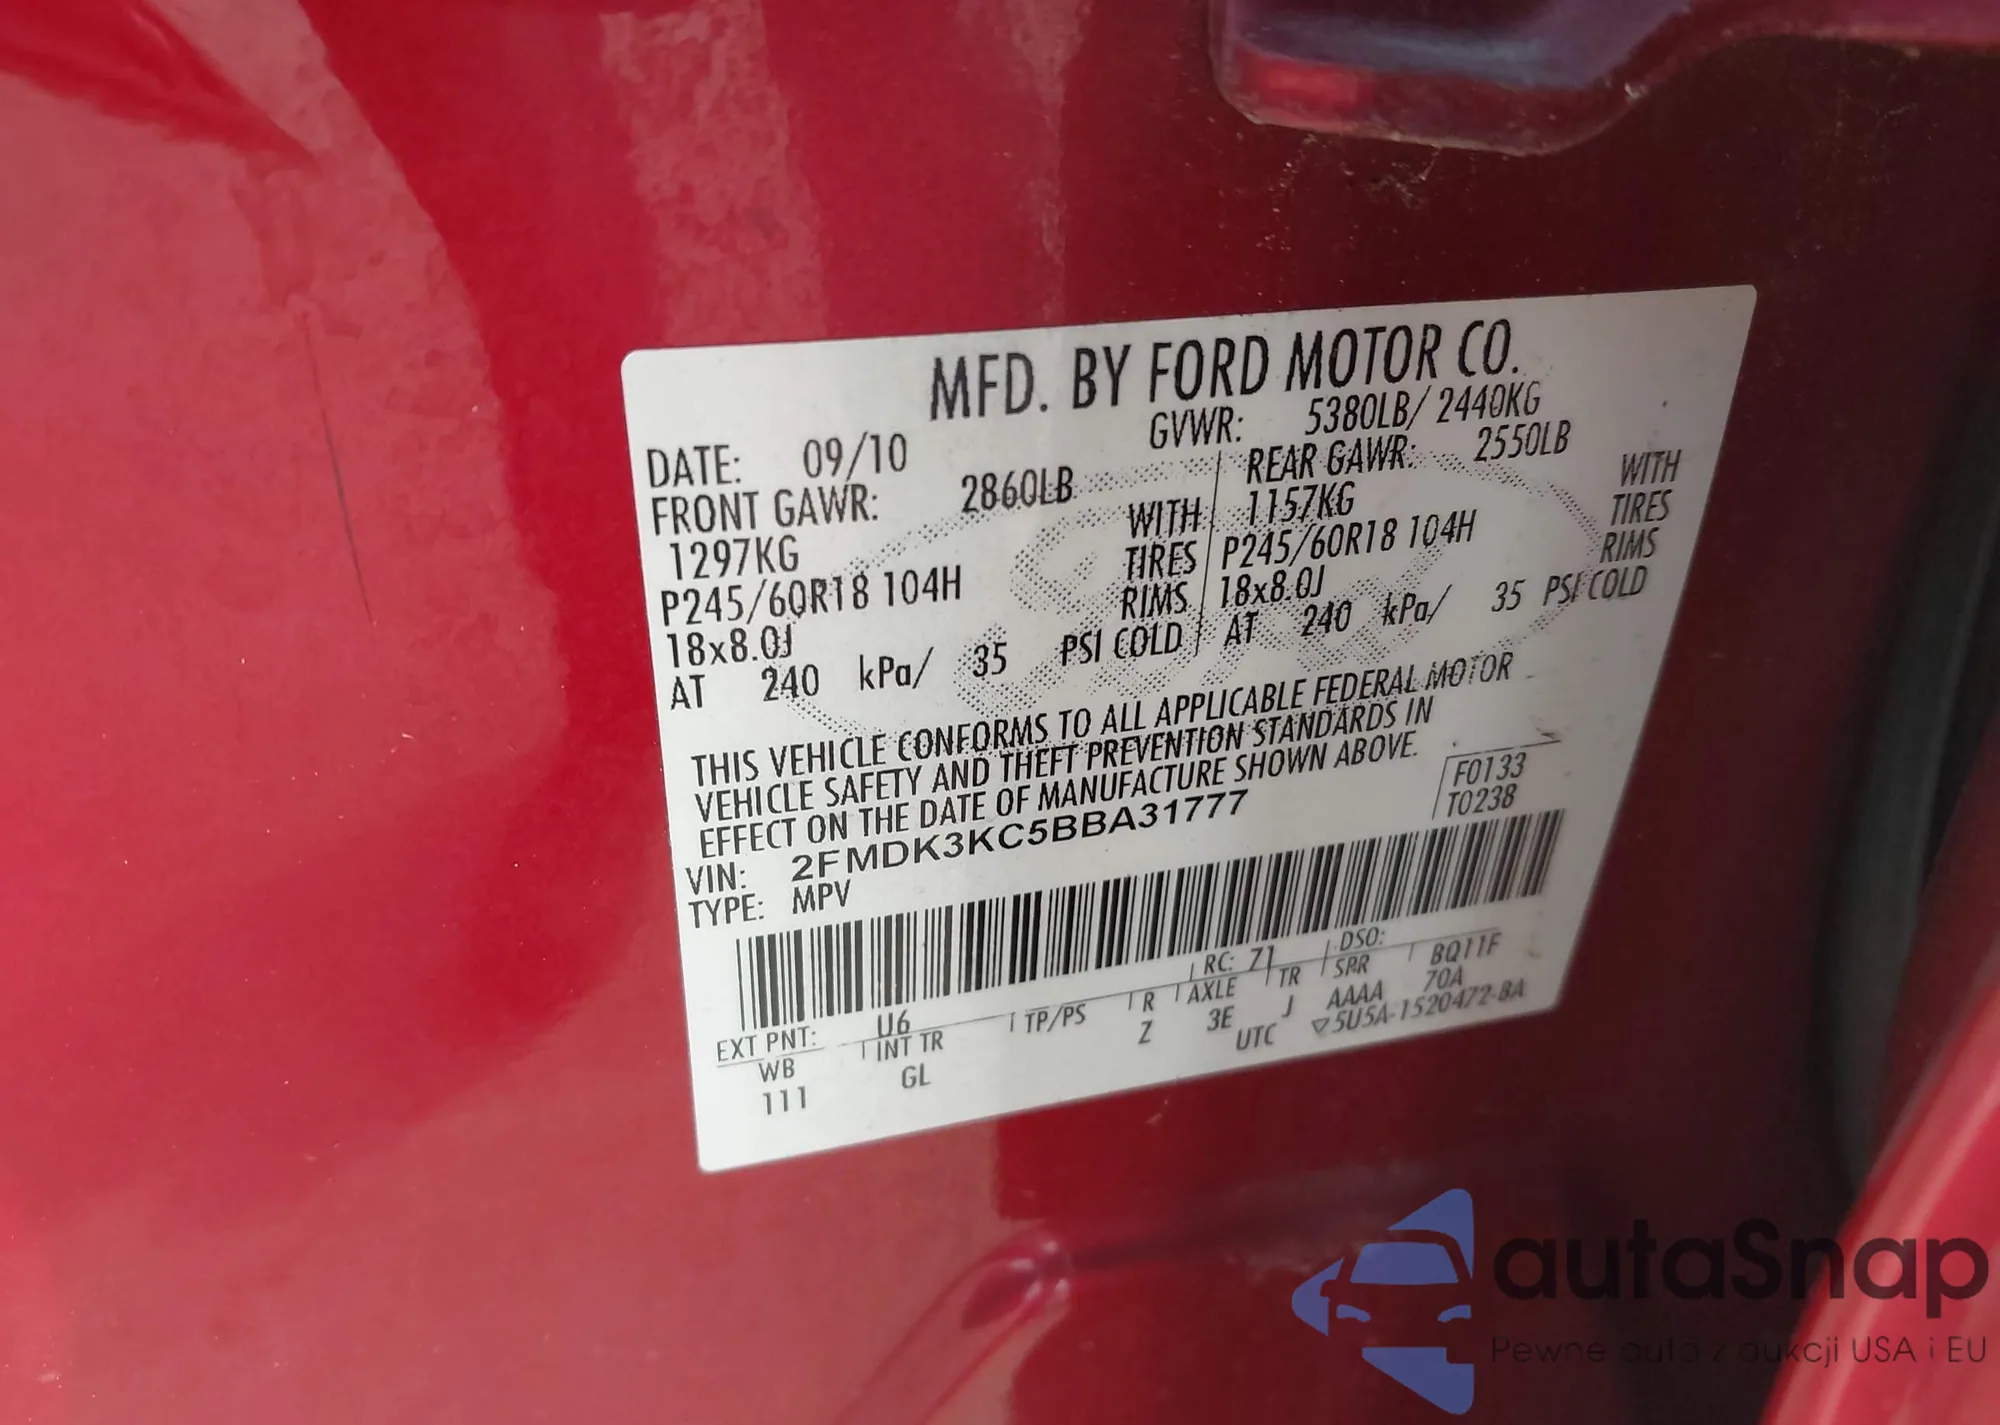 MFD. BY FORD MOTOR CO.
DATE: 09/10 GVWR: 5380LB/ 2440KG
FRONT GAWR: 2860LB REAR GAWR: 2550LB
1297KG WITH 1157KG WITH
P245/60R18 104H TIRES P245/60R18 104H TIRES
18x8.0J RIMS 18x8.0J RIMS
AT 240 kPa/ 35 PSI COLD AT 240 kPa/ 35 PSI COLD
THIS VEHICLE CONFORMS TO ALL APPLICABLE FEDERAL MOTOR
VEHICLE SAFETY AND THEFT PREVENTION STANDARDS IN
EFFECT ON THE DATE OF MANUFACTURE SHOWN ABOVE.
F0133
VIN: 2FMDK3KC5BBA31777 T0238
TYPE: MPV
EXT PNT: U6 RC: 71 DSO: BQ11F
WB INT TR TP/PS R AXLE TR SPR 70A
111 GL Z 3E J AAAA
UTC ▽5U5A-1520472-BA
autaSnap
Pewne auta z aukcji USA i EU